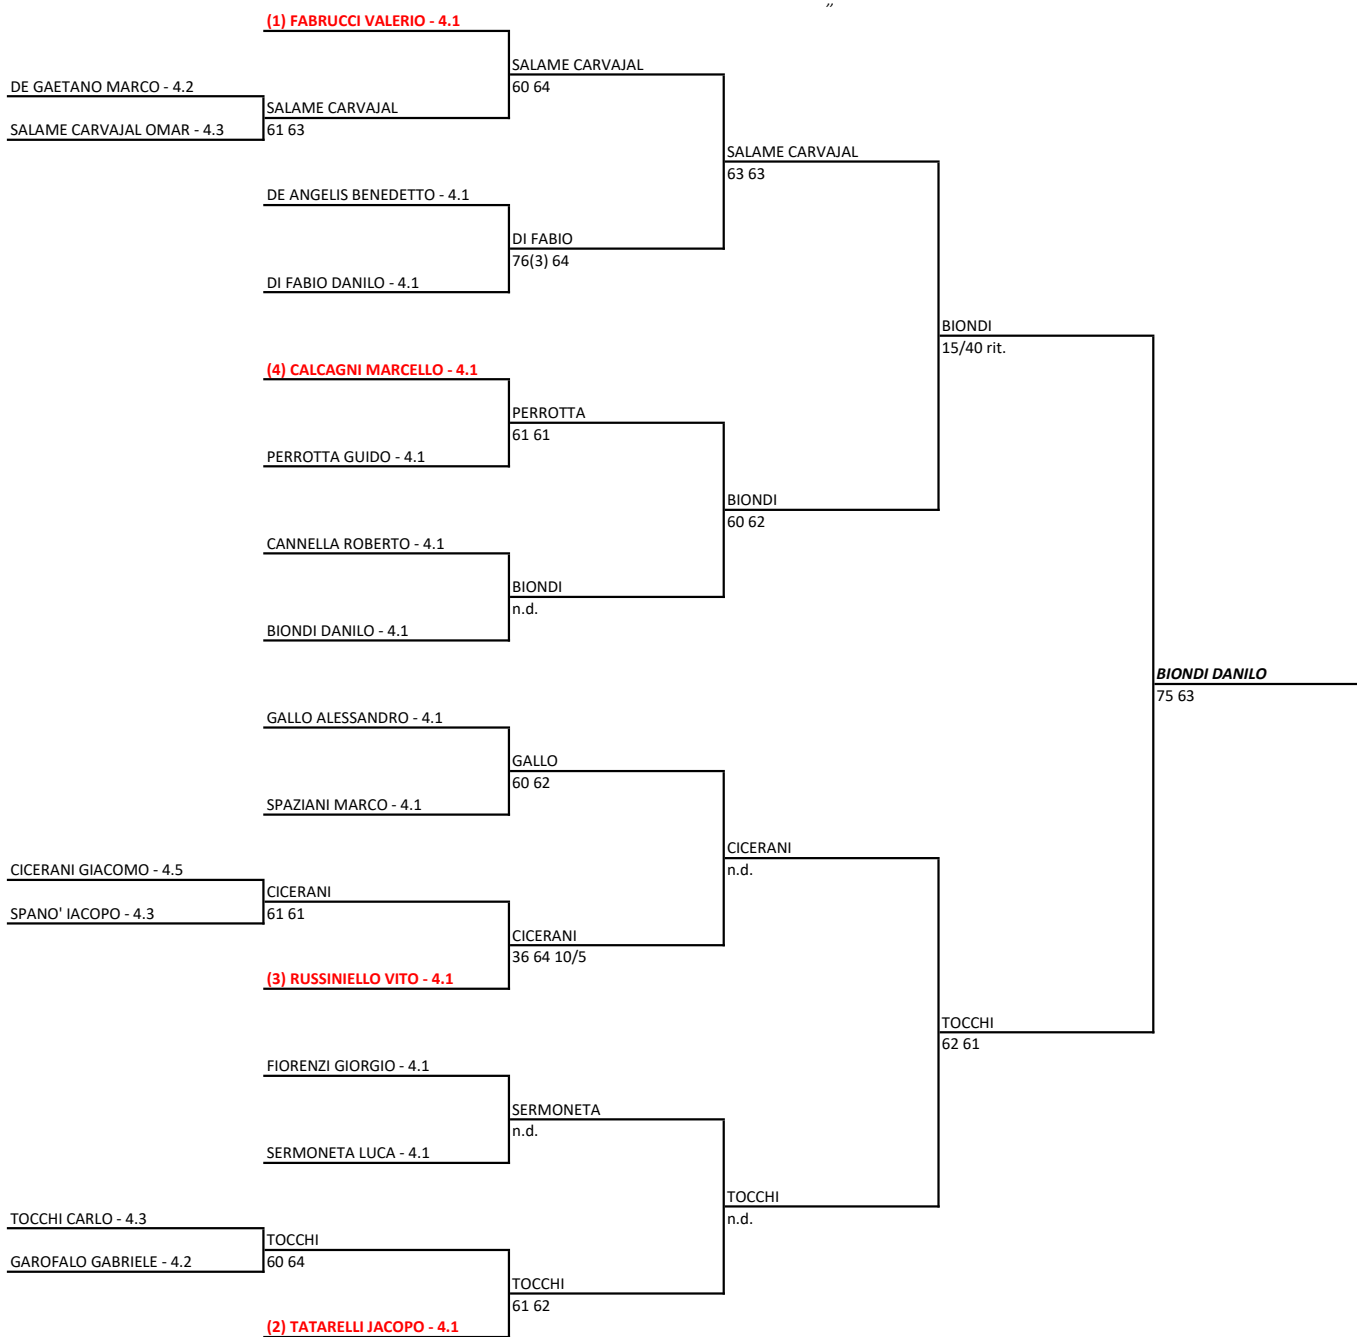 „
(1) FABRUCCI VALERIO - 4.1
SALAME CARVAJAL
60 64
DE GAETANO MARCO - 4.2
SALAME CARVAJAL
61 63
SALAME CARVAJAL OMAR - 4.3
SALAME CARVAJAL
63 63
DE ANGELIS BENEDETTO - 4.1
DI FABIO
76(3) 64
DI FABIO DANILO - 4.1
BIONDI
15/40 rit.
(4) CALCAGNI MARCELLO - 4.1
PERROTTA
61 61
PERROTTA GUIDO - 4.1
BIONDI
60 62
CANNELLA ROBERTO - 4.1
BIONDI
n.d.
BIONDI DANILO - 4.1
BIONDI DANILO
75 63
GALLO ALESSANDRO - 4.1
GALLO
60 62
SPAZIANI MARCO - 4.1
CICERANI
n.d.
CICERANI GIACOMO - 4.5
CICERANI
61 61
SPANO' IACOPO - 4.3
CICERANI
36 64 10/5
(3) RUSSINIELLO VITO - 4.1
TOCCHI
62 61
FIORENZI GIORGIO - 4.1
SERMONETA
n.d.
SERMONETA LUCA - 4.1
TOCCHI
n.d.
TOCCHI CARLO - 4.3
TOCCHI
60 64
GAROFALO GABRIELE - 4.2
TOCCHI
61 62
(2) TATARELLI JACOPO - 4.1